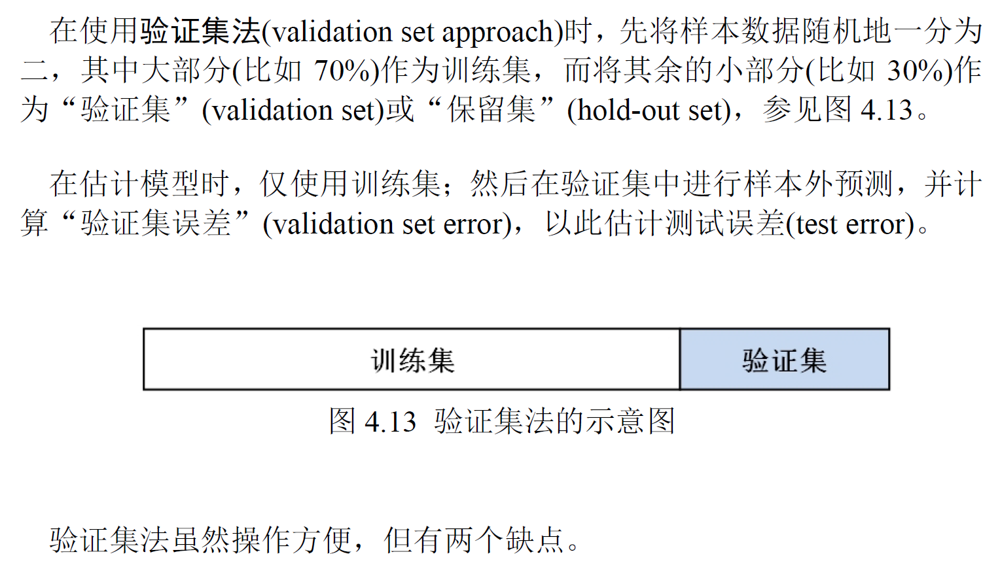 在使用验证集法(validation set approach)时，先将样本数据随机地一分为
二，其中大部分(比如 70%)作为训练集，而将其余的小部分(比如 30%)作
为“验证集”(validation set)或“保留集”(hold-out set)，参见图 4.13。
在估计模型时，仅使用训练集；然后在验证集中进行样本外预测，并计
算“验证集误差”(validation set error)，以此估计测试误差(test error)。
训练集
验证集
图 4.13 验证集法的示意图
验证集法虽然操作方便，但有两个缺点。